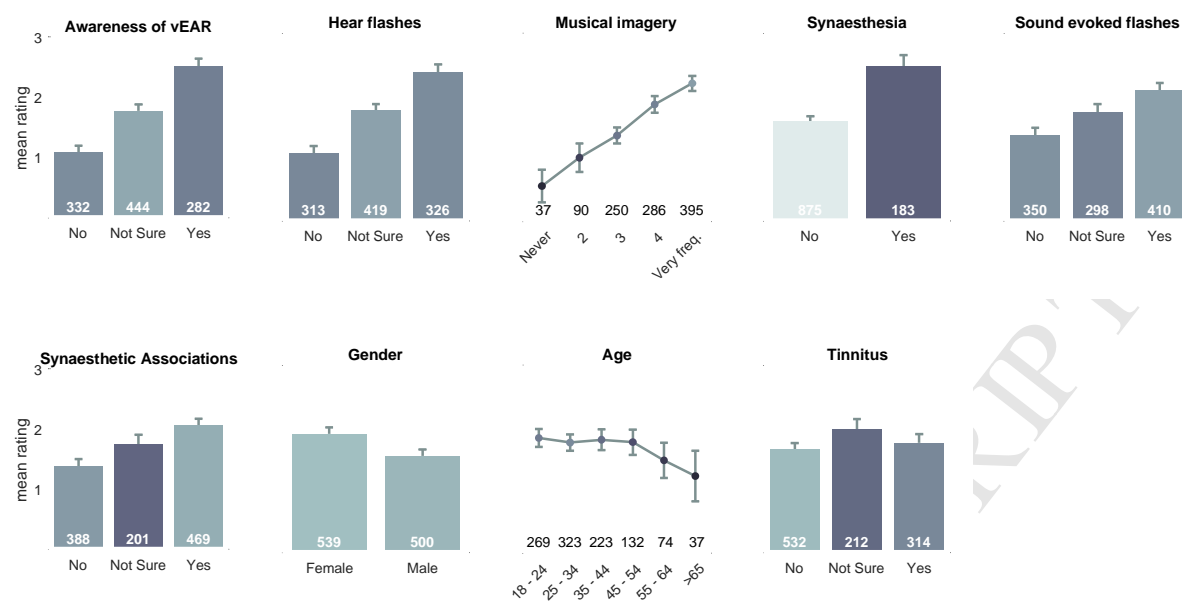 Awareness of vEAR
Hear flashes
Musical imagery
Synaesthesia
Sound evoked flashes
3
2
1
mean rating
332 444 282
313 419 326
37 90 250 286 395
875 183
350 298 410
No Not Sure Yes
No Not Sure Yes
Never 2 3 4 Very freq.
No Yes
No Not Sure Yes
Synaesthetic Associations
Gender
Age
Tinnitus
3
2
1
mean rating
388 201 469
539 500
269 323 223 132 74 37
532 212 314
No Not Sure Yes
Female Male
18 - 24 25 - 34 35 - 44 45 - 54 55 - 64 >65
No Not Sure Yes
RIPT